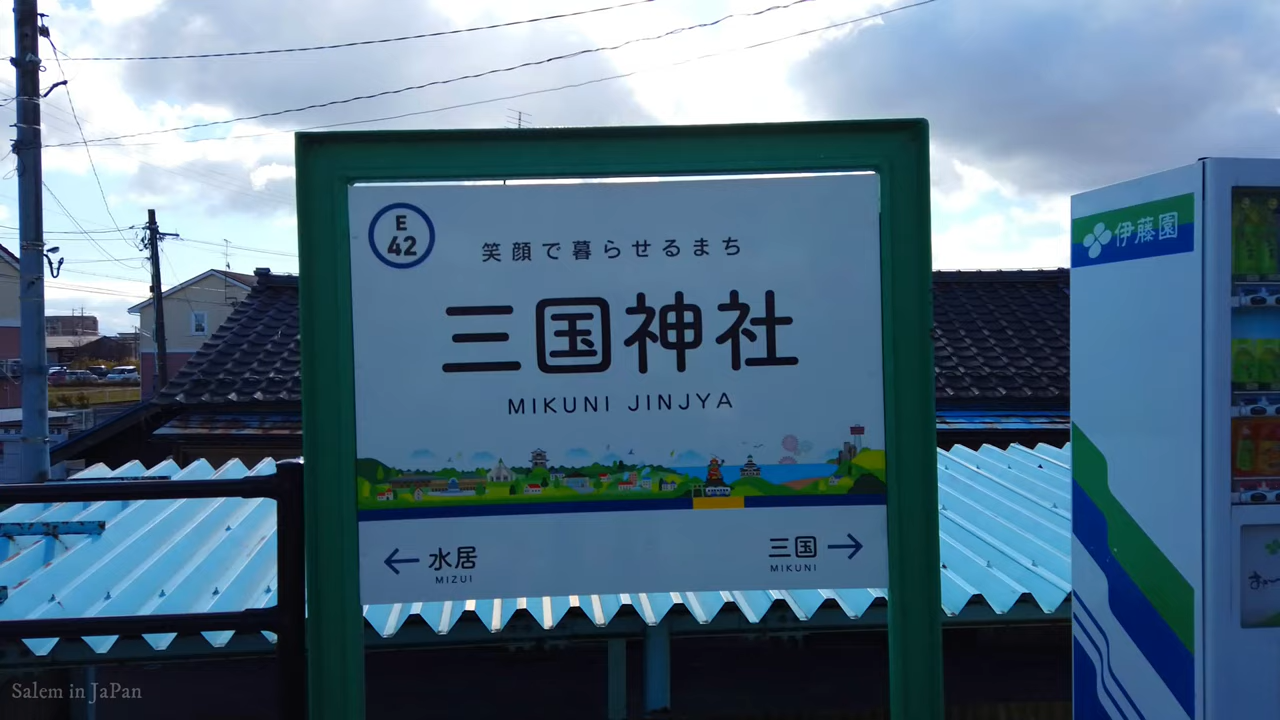 E
42
笑顔で暮らせるまち
三国神社
MIKUNI JINJYA
← 水居
MIZUI
三国 →
MIKUNI
伊藤園
Salem in JaPan